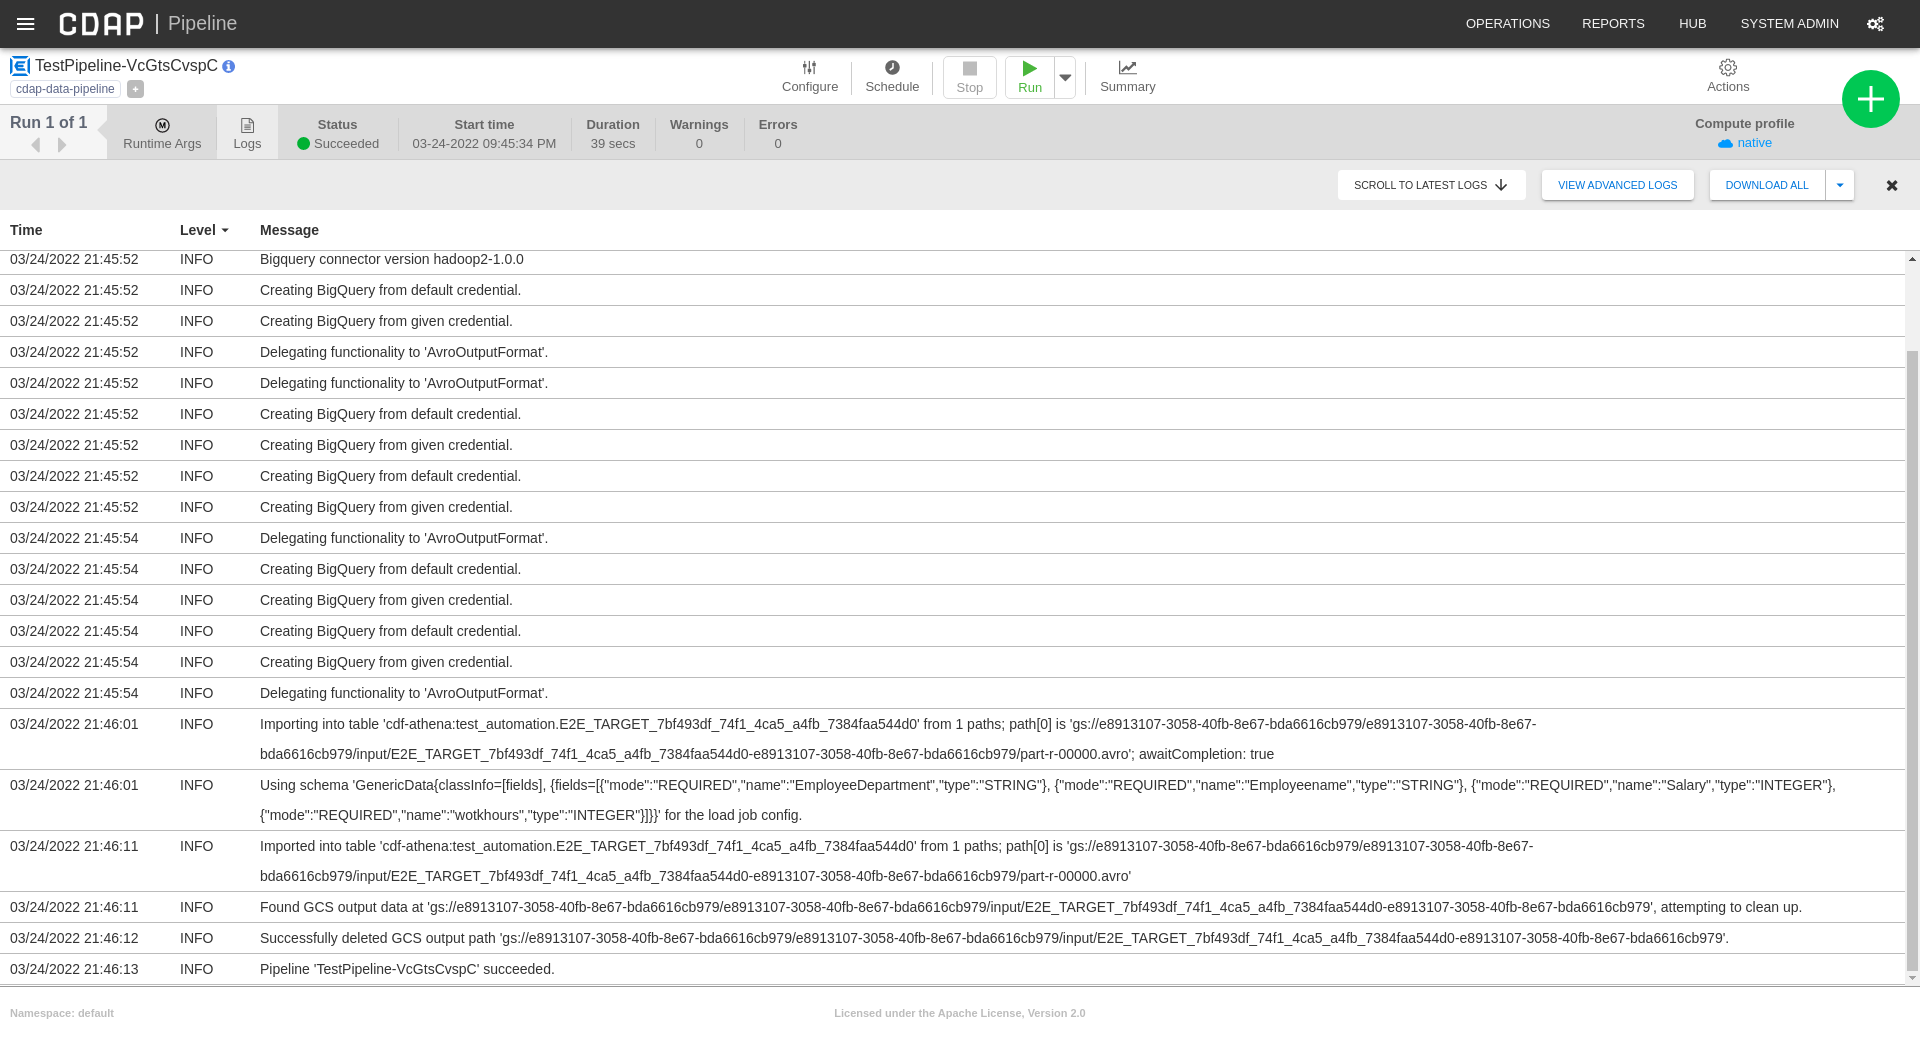 CDAP | Pipeline OPERATIONS REPORTS HUB SYSTEM ADMIN
TestPipeline-VcGtsCvspC
cdap-data-pipeline +
Configure Schedule Stop Run Summary Actions
Run 1 of 1
Runtime Args Logs
Status Start time Duration Warnings Errors Compute profile
Succeeded 03-24-2022 09:45:34 PM 39 secs 0 0 native
SCROLL TO LATEST LOGS VIEW ADVANCED LOGS DOWNLOAD ALL
Time Level Message
03/24/2022 21:45:52 INFO Bigquery connector version hadoop2-1.0.0
03/24/2022 21:45:52 INFO Creating BigQuery from default credential.
03/24/2022 21:45:52 INFO Creating BigQuery from given credential.
03/24/2022 21:45:52 INFO Delegating functionality to 'AvroOutputFormat'.
03/24/2022 21:45:52 INFO Delegating functionality to 'AvroOutputFormat'.
03/24/2022 21:45:52 INFO Creating BigQuery from default credential.
03/24/2022 21:45:52 INFO Creating BigQuery from given credential.
03/24/2022 21:45:52 INFO Creating BigQuery from default credential.
03/24/2022 21:45:52 INFO Creating BigQuery from given credential.
03/24/2022 21:45:54 INFO Delegating functionality to 'AvroOutputFormat'.
03/24/2022 21:45:54 INFO Creating BigQuery from default credential.
03/24/2022 21:45:54 INFO Creating BigQuery from given credential.
03/24/2022 21:45:54 INFO Creating BigQuery from default credential.
03/24/2022 21:45:54 INFO Creating BigQuery from given credential.
03/24/2022 21:45:54 INFO Delegating functionality to 'AvroOutputFormat'.
03/24/2022 21:46:01 INFO Importing into table 'cdf-athena:test_automation.E2E_TARGET_7bf493df_74f1_4ca5_a4fb_7384faa544d0' from 1 paths; path[0] is 'gs://e8913107-3058-40fb-8e67-bda6616cb979/e8913107-3058-40fb-8e67-
bda6616cb979/input/E2E_TARGET_7bf493df_74f1_4ca5_a4fb_7384faa544d0-e8913107-3058-40fb-8e67-bda6616cb979/part-r-00000.avro'; awaitCompletion: true
03/24/2022 21:46:01 INFO Using schema 'GenericData{classInfo=[fields], {fields=[{"mode":"REQUIRED","name":"EmployeeDepartment","type":"STRING"}, {"mode":"REQUIRED","name":"Employeename","type":"STRING"}, {"mode":"REQUIRED","name":"Salary","type":"INTEGER"},
{"mode":"REQUIRED","name":"wotkhours","type":"INTEGER"}]}}' for the load job config.
03/24/2022 21:46:11 INFO Imported into table 'cdf-athena:test_automation.E2E_TARGET_7bf493df_74f1_4ca5_a4fb_7384faa544d0' from 1 paths; path[0] is 'gs://e8913107-3058-40fb-8e67-bda6616cb979/e8913107-3058-40fb-8e67-
bda6616cb979/input/E2E_TARGET_7bf493df_74f1_4ca5_a4fb_7384faa544d0-e8913107-3058-40fb-8e67-bda6616cb979/part-r-00000.avro'
03/24/2022 21:46:11 INFO Found GCS output data at 'gs://e8913107-3058-40fb-8e67-bda6616cb979/e8913107-3058-40fb-8e67-bda6616cb979/input/E2E_TARGET_7bf493df_74f1_4ca5_a4fb_7384faa544d0-e8913107-3058-40fb-8e67-bda6616cb979', attempting to clean up.
03/24/2022 21:46:12 INFO Successfully deleted GCS output path 'gs://e8913107-3058-40fb-8e67-bda6616cb979/e8913107-3058-40fb-8e67-bda6616cb979/input/E2E_TARGET_7bf493df_74f1_4ca5_a4fb_7384faa544d0-e8913107-3058-40fb-8e67-bda6616cb979'.
03/24/2022 21:46:13 INFO Pipeline 'TestPipeline-VcGtsCvspC' succeeded.
Namespace: default Licensed under the Apache License, Version 2.0